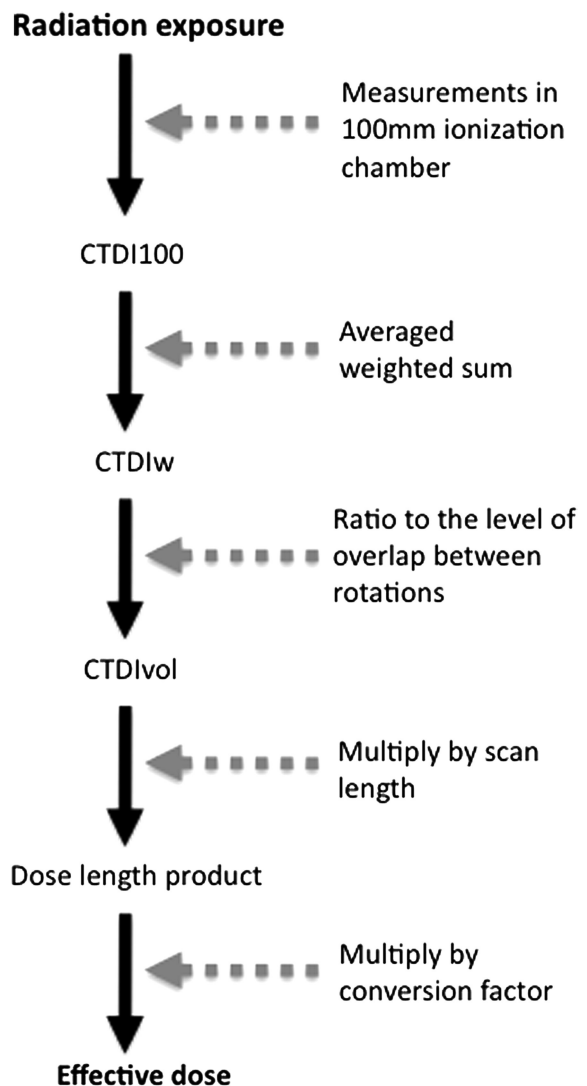 Radiation exposure
Measurements in
100mm ionization
chamber
CTDI100
Averaged
weighted sum
CTDIw
Ratio to the level of
overlap between
rotations
CTDIvol
Multiply by scan
length
Dose length product
Multiply by
conversion factor
Effective dose